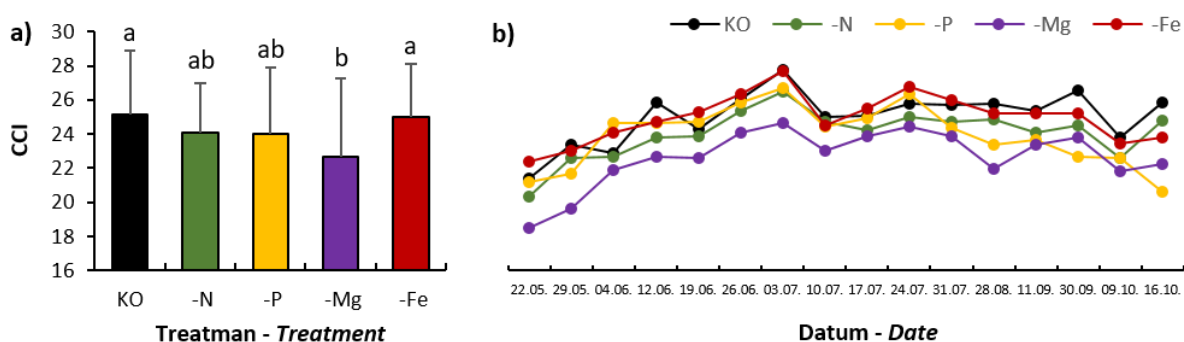 a)
30
28
26
24
22
20
18
16
CCI
a
ab
ab
b
a
KO -N -P -Mg -Fe
Treatman - Treatment
b)
KO -N -P -Mg -Fe
22.05. 29.05. 04.06. 12.06. 19.06. 26.06. 03.07. 10.07. 17.07. 24.07. 31.07. 28.08. 11.09. 30.09. 09.10. 16.10.
Datum - Date